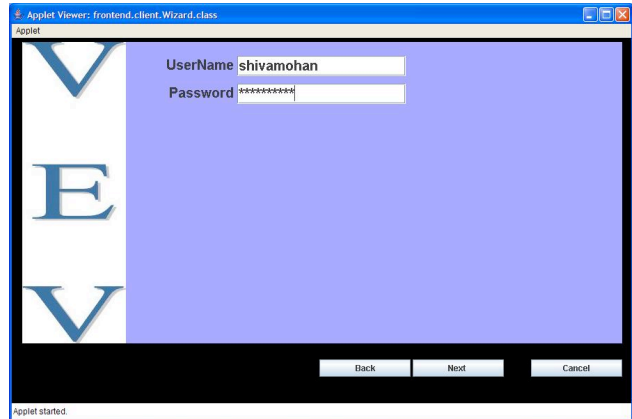 Applet Viewer: frontend.client.Wizard.class
Applet
V
E
V
UserName shivamohan
Password **********
Back Next Cancel
Applet started.